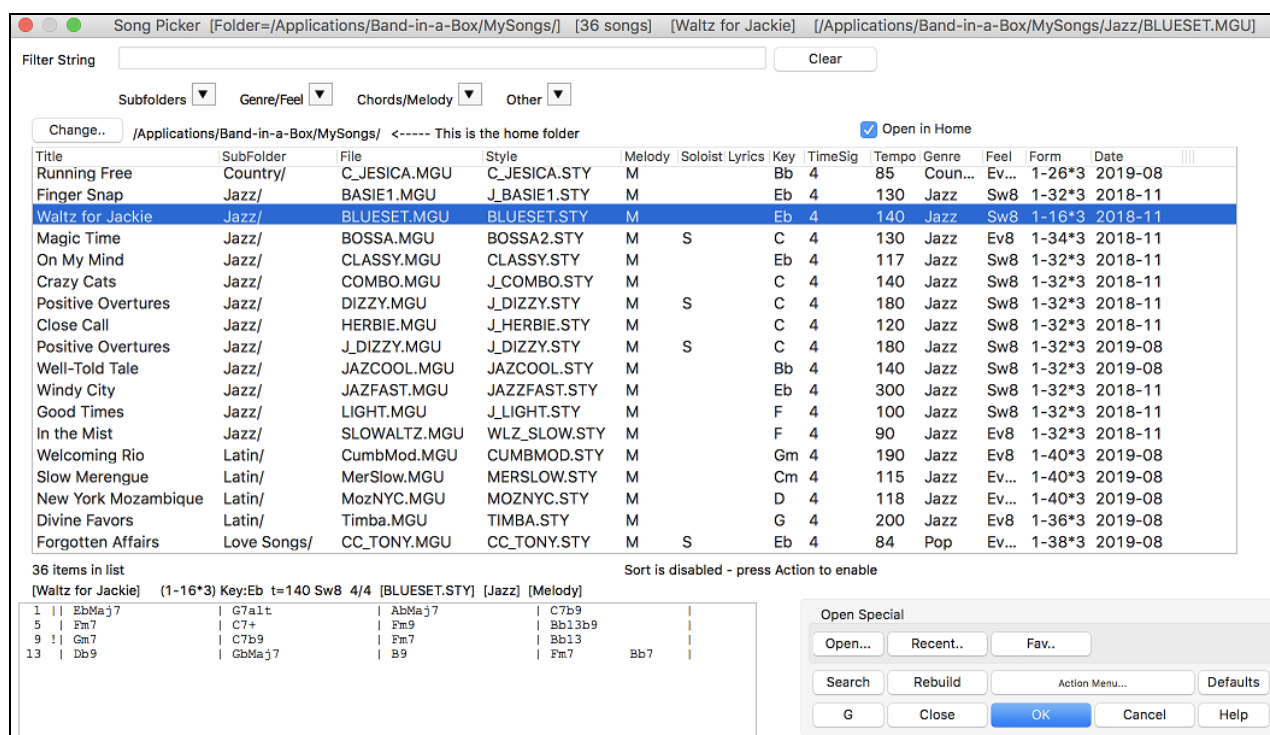 Song Picker [Folder=/Applications/Band-in-a-Box/MySongs/] [36 songs] [Waltz for Jackie] [/Applications/Band-in-a-Box/MySongs/Jazz/BLUESET.MGU]
Filter String Clear
Subfolders ▼ Genre/Feel ▼ Chords/Melody ▼ Other ▼
Change.. /Applications/Band-in-a-Box/MySongs/ <----- This is the home folder Open in Home
Title SubFolder File Style Melody Soloist Lyrics Key TimeSig Tempo Genre Feel Form Date
Running Free Country/ C_JESICA.MGU C_JESICA.STY M Bb 4 85 Coun... Ev... 1-26*3 2019-08
Finger Snap Jazz/ BASIE1.MGU J_BASIE1.STY M Eb 4 130 Jazz Sw8 1-32*3 2018-11
Waltz for Jackie Jazz/ BLUESET.MGU BLUESET.STY M Eb 4 140 Jazz Sw8 1-16*3 2018-11
Magic Time Jazz/ BOSSA.MGU BOSSA2.STY M S C 4 130 Jazz Ev8 1-34*3 2018-11
On My Mind Jazz/ CLASSY.MGU CLASSY.STY M Eb 4 117 Jazz Sw8 1-32*3 2018-11
Crazy Cats Jazz/ COMBO.MGU J_COMBO.STY M C 4 140 Jazz Sw8 1-32*3 2018-11
Positive Overtures Jazz/ DIZZY.MGU J_DIZZY.STY M S C 4 180 Jazz Sw8 1-32*3 2018-11
Close Call Jazz/ HERBIE.MGU J_HERBIE.STY M C 4 120 Jazz Sw8 1-32*3 2018-11
Positive Overtures Jazz/ J_DIZZY.MGU J_DIZZY.STY M S C 4 180 Jazz Sw8 1-32*3 2019-08
Well-Told Tale Jazz/ JAZCOOL.MGU JAZCOOL.STY M Bb 4 140 Jazz Sw8 1-32*3 2019-08
Windy City Jazz/ JAZFAST.MGU JAZZFAST.STY M Eb 4 300 Jazz Sw8 1-32*3 2018-11
Good Times Jazz/ LIGHT.MGU J_LIGHT.STY M F 4 100 Jazz Sw8 1-32*3 2018-11
In the Mist Jazz/ SLOWALTZ.MGU WLZ_SLOW.STY M F 4 90 Jazz Ev8 1-32*3 2018-11
Welcoming Rio Latin/ CumbMod.MGU CUMBMOD.STY M Gm 4 190 Jazz Ev8 1-40*3 2019-08
Slow Merengue Latin/ MerSlow.MGU MERSLOW.STY M Cm 4 115 Jazz Ev... 1-40*3 2019-08
New York Mozambique Latin/ MozNYC.MGU MOZNYC.STY M D 4 118 Jazz Ev... 1-40*3 2019-08
Divine Favors Latin/ Timba.MGU TIMBA.STY M G 4 200 Jazz Ev8 1-36*3 2019-08
Forgotten Affairs Love Songs/ CC_TONY.MGU CC_TONY.STY M S Eb 4 84 Pop Ev... 1-38*3 2019-08
36 items in list Sort is disabled - press Action to enable
[Waltz for Jackie] (1-16*3) Key:Eb t=140 Sw8 4/4 [BLUESET.STY] [Jazz] [Melody]
1 || EbMaj7 | G7alt | AbMaj7 | C7b9 |
5 | Fm7 | C7+ | Fm9 | Bb13b9 |
9 !| Gm7 | C7b9 | Fm7 | Bb13 |
13 | Db9 | GbMaj7 | B9 | Fm7 Bb7 |
Open Special
Open... Recent.. Fav..
Search Rebuild Action Menu... Defaults
G Close OK Cancel Help